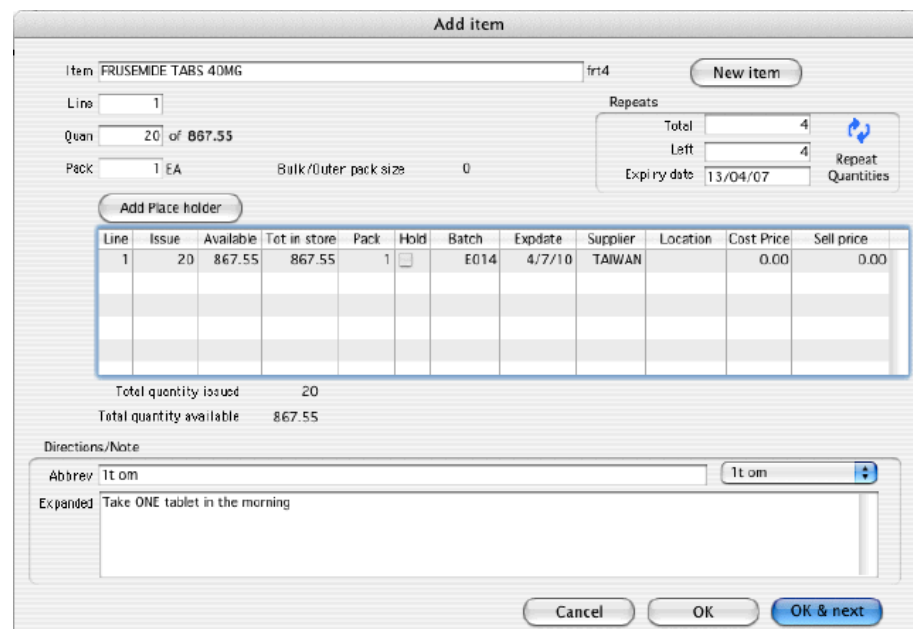 Add item
Item FRUSEMIDE TABS 40MG frt4 New item
Line 1 Repeats
Total 4
Quan 20 of 867.55
Left 4
Repeat Quantities
Pack 1 EA Bulk/Outer pack size 0
Expiry date 13/04/07
Add Place holder
Line Issue Available Tot in store Pack Hold Batch Expdate Supplier Location Cost Price Sell price
1 20 867.55 867.55 1 E014 4/7/10 TAIWAN 0.00 0.00
Total quantity issued 20
Total quantity available 867.55
Directions/Note
Abbrev 1t om 1t om
Expanded Take ONE tablet in the morning
Cancel OK OK & next